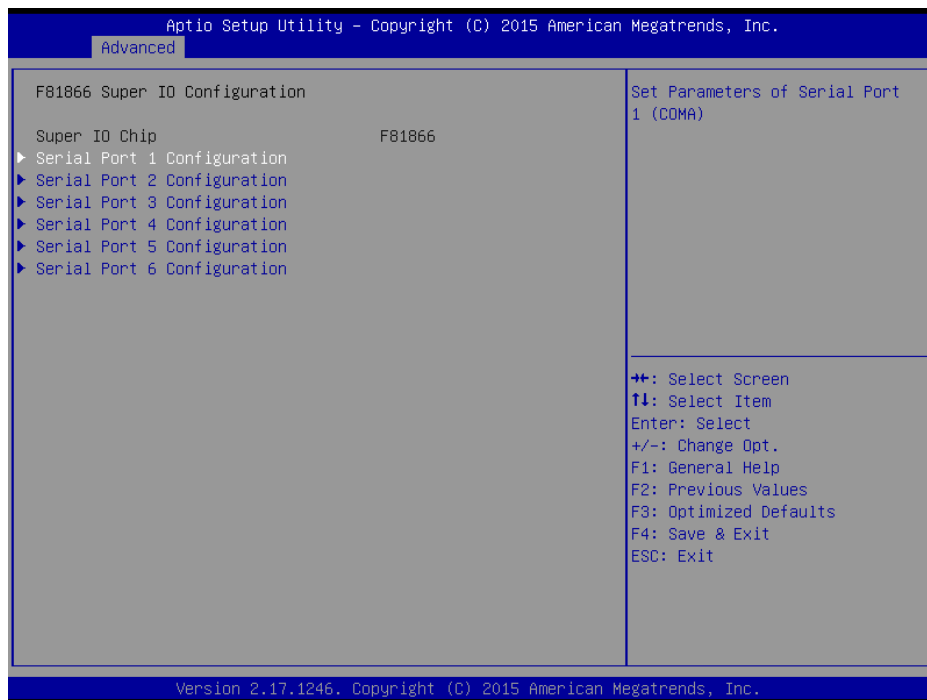 Aptio Setup Utility – Copyright (C) 2015 American Megatrends, Inc.
Advanced
F81866 Super IO Configuration
Super IO Chip F81866
Serial Port 1 Configuration
Serial Port 2 Configuration
Serial Port 3 Configuration
Serial Port 4 Configuration
Serial Port 5 Configuration
Serial Port 6 Configuration
Set Parameters of Serial Port
1 (COMA)
→←: Select Screen
↑↓: Select Item
Enter: Select
+/-: Change Opt.
F1: General Help
F2: Previous Values
F3: Optimized Defaults
F4: Save & Exit
ESC: Exit
Version 2.17.1246. Copyright (C) 2015 American Megatrends, Inc.